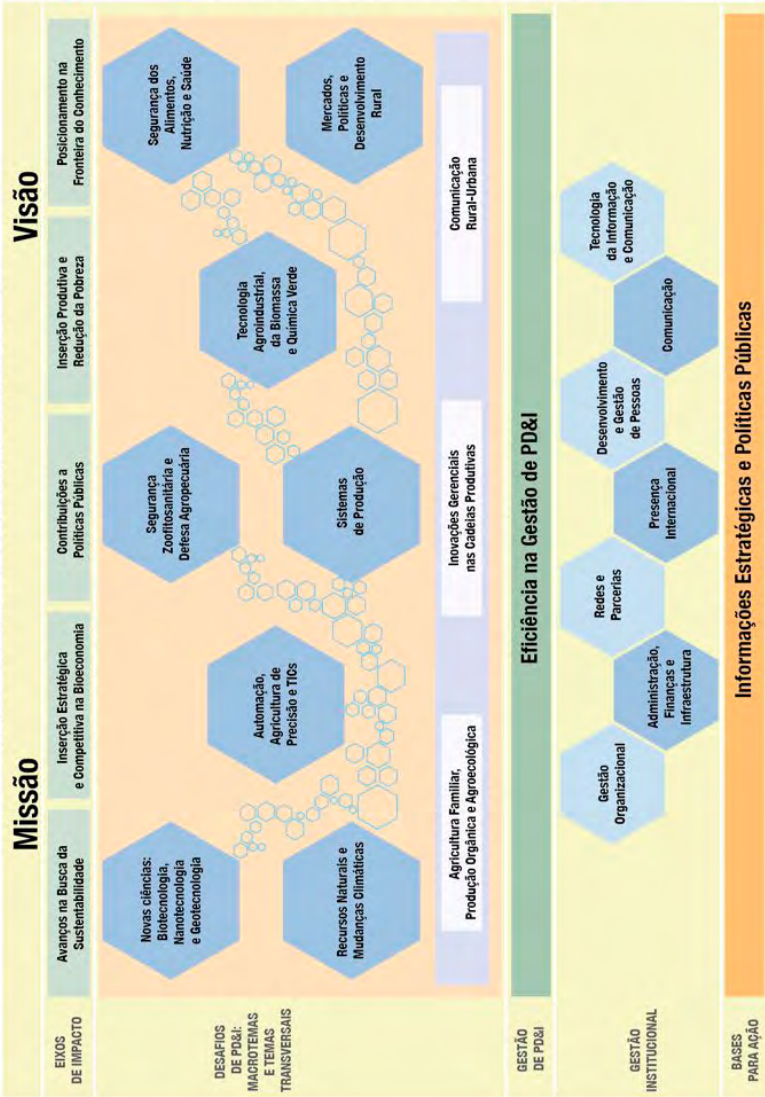 Missão
Visão
EIXOS
DE IMPACTO
Avanços na Busca da
Sustentabilidade
Inserção Estratégica
e Competitiva na Bioeconomia
Contribuições a
Políticas Públicas
Inserção Produtiva e
Redução da Pobreza
Posicionamento na
Fronteira do Conhecimento
DESAFIOS
DE PD&I:
MACROTEMAS
E TEMAS
TRANSVERSAIS
Novas ciências:
Biotecnologia,
Nanotecnologia
e Geotecnologia
Recursos Naturais e
Mudanças Climáticas
Automação,
Agricultura de
Precisão e TICs
Segurança
Zoofitosanitária e
Defesa Agropecuária
Sistemas
de Produção
Tecnologia
Agroindustrial,
da Biomassa
e Química Verde
Segurança dos
Alimentos,
Nutrição e Saúde
Mercados,
Políticas e
Desenvolvimento
Rural
Agricultura Familiar,
Produção Orgânica e Agroecológica
Inovações Gerenciais
nas Cadeias Produtivas
Comunicação
Rural-Urbana
GESTÃO
DE PD&I
Eficiência na Gestão de PD&I
GESTÃO
INSTITUCIONAL
Gestão
Organizacional
Administração,
Finanças e
Infraestrutura
Redes e
Parcerias
Presença
Internacional
Desenvolvimento
e Gestão
de Pessoas
Comunicação
Tecnologia
da Informação
e Comunicação
BASES
PARA AÇÃO
Informações Estratégicas e Políticas Públicas